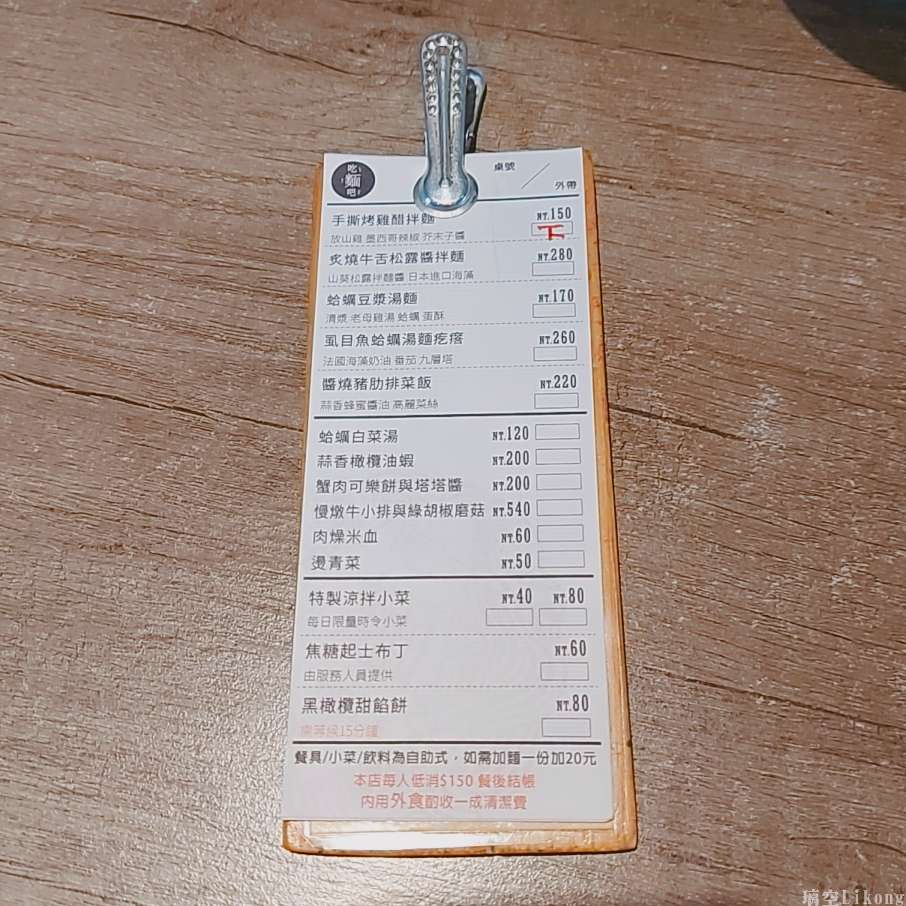 吃麵吧
桌號 ／ 外帶
手撕烤雞醋拌麵 NT.150
放山雞 墨西哥辣椒 芥末子醬
炙燒牛舌松露醬拌麵 NT.280
山葵松露拌麵醬 日本進口海藻
蛤蠣豆漿湯麵 NT.170
清漿 老母雞湯 蛤蠣 蛋酥
虱目魚蛤蠣湯麵疙瘩 NT.260
法國海藻奶油 番茄 九層塔
醬燒豬肋排菜飯 NT.220
蒜香蜂蜜醬油 高麗菜絲
蛤蠣白菜湯 NT.120
蒜香橄欖油蝦 NT.200
蟹肉可樂餅與塔塔醬 NT.200
慢燉牛小排與綠胡椒磨菇 NT.540
肉燥米血 NT.60
燙青菜 NT.50
特製涼拌小菜 NT.40 NT.80
每日限量時令小菜
焦糖起士布丁 NT.60
由服務人員提供
黑橄欖甜餡餅 NT.80
需等候15分鐘
餐具/小菜/飲料為自助式，如需加麵一份加20元
本店每人低消$150 餐後結帳
內用外食酌收一成清潔費
璃空Likong